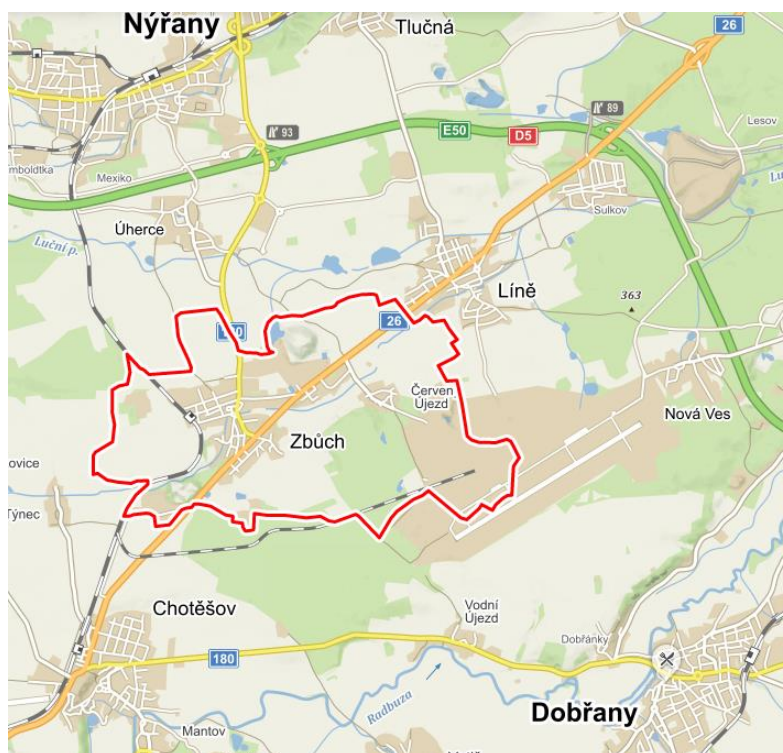 Nýřany
Tlučná
26
93
89
E50
D5
Lesov
mboldtka
Mexiko
Sulkov
Úherce
Luční p.
Líně
363
26
Červen
Újezd
Nová Ves
Zbůch
ovice
Týnec
Chotěšov
Vodní
Újezd
Dobřánky
180
Radbuza
Dobřany
Mantov
26